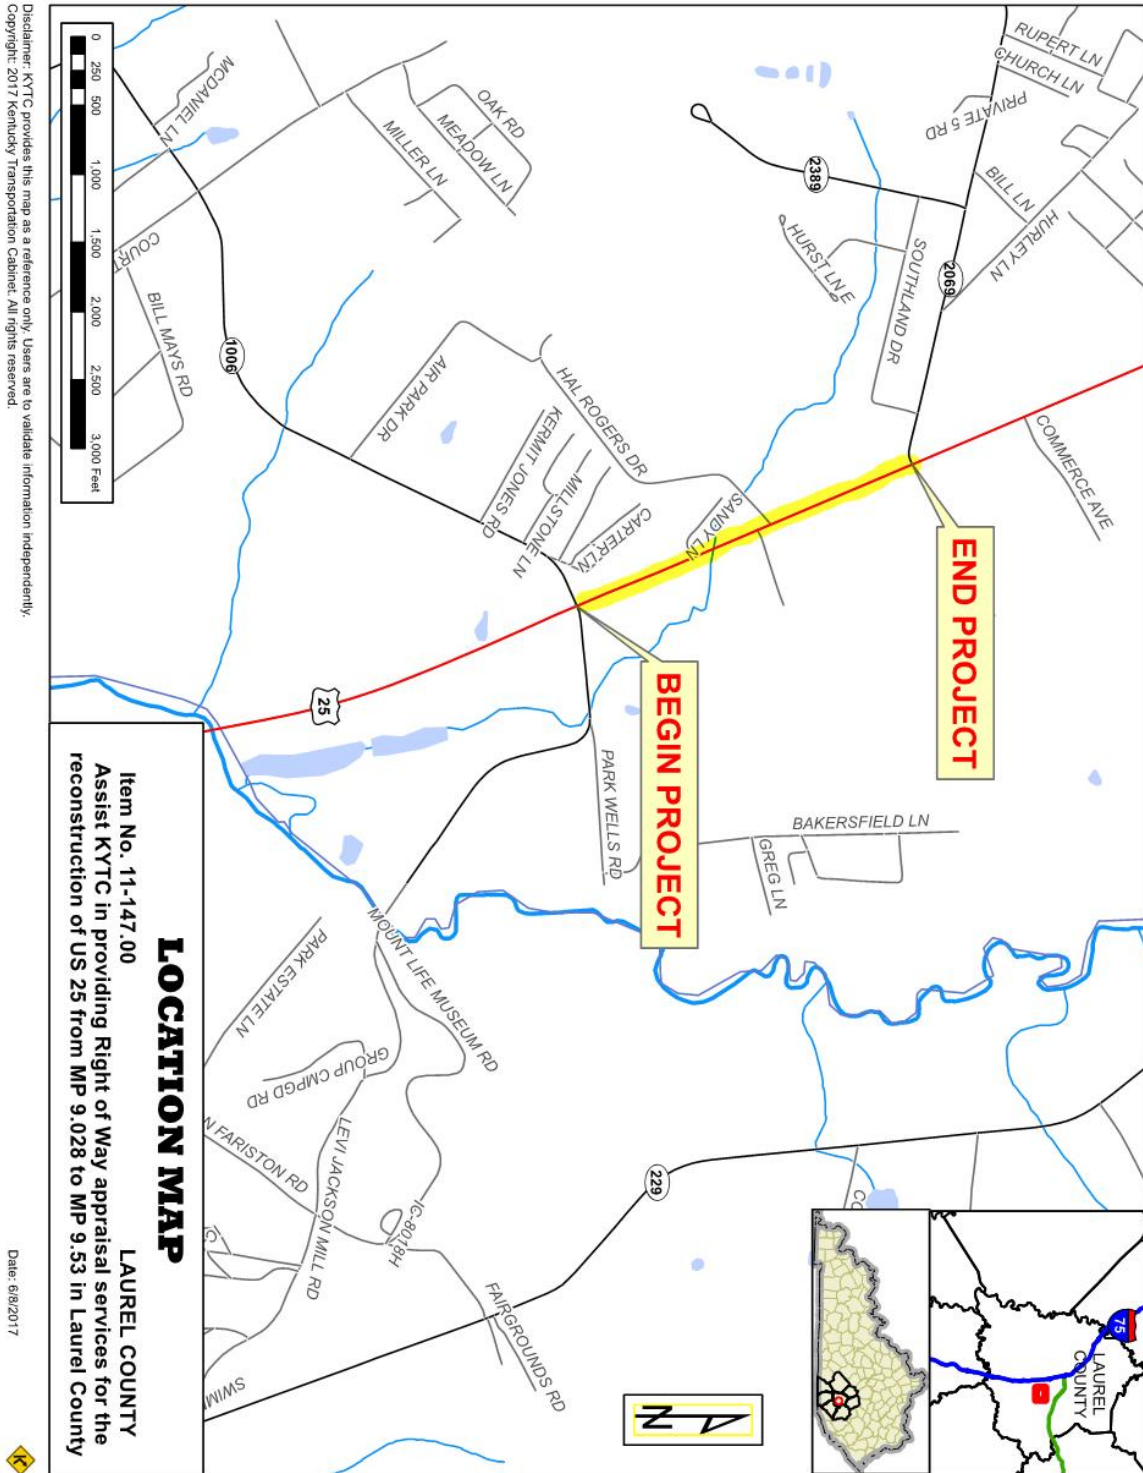 RUPERT LN
CHURCH LN
PRIVATE 5 RD
BILL LN
HURLEY LN
2389
2069
SOUTHLAND DR
HURST LN E
COMMERCE AVE
END PROJECT
OAK RD
MEADOW LN
MILLER LN
MCDANIEL LN
COURT
BILL MAYS RD
1006
AIR PARK DR
HAL ROGERS DR
KERMIT JONES RD
MILLSTONE LN
CARTER LN
SANDY LN
BEGIN PROJECT
25
PARK WELLS RD
BAKERSFIELD LN
GREG LN
MOUNT LIFE MUSEUM RD
PARK ESTATE LN
GROUP CMPGD RD
N FARISTON RD
LEVI JACKSON MILL RD
IC-8018H
FAIRGROUNDS RD
SWIM
229
CO
75
LAUREL
COUNTY
N
0 250 500 1,000 1,500 2,000 2,500 3,000 Feet
LOCATION MAP
Item No. 11-147.00 LAUREL COUNTY
Assist KYTC in providing Right of Way appraisal services for the
reconstruction of US 25 from MP 9.028 to MP 9.53 in Laurel County
Disclaimer: KYTC provides this map as a reference only. Users are to validate information independently.
Copyright: 2017 Kentucky Transportation Cabinet. All rights reserved.
Date: 6/8/2017